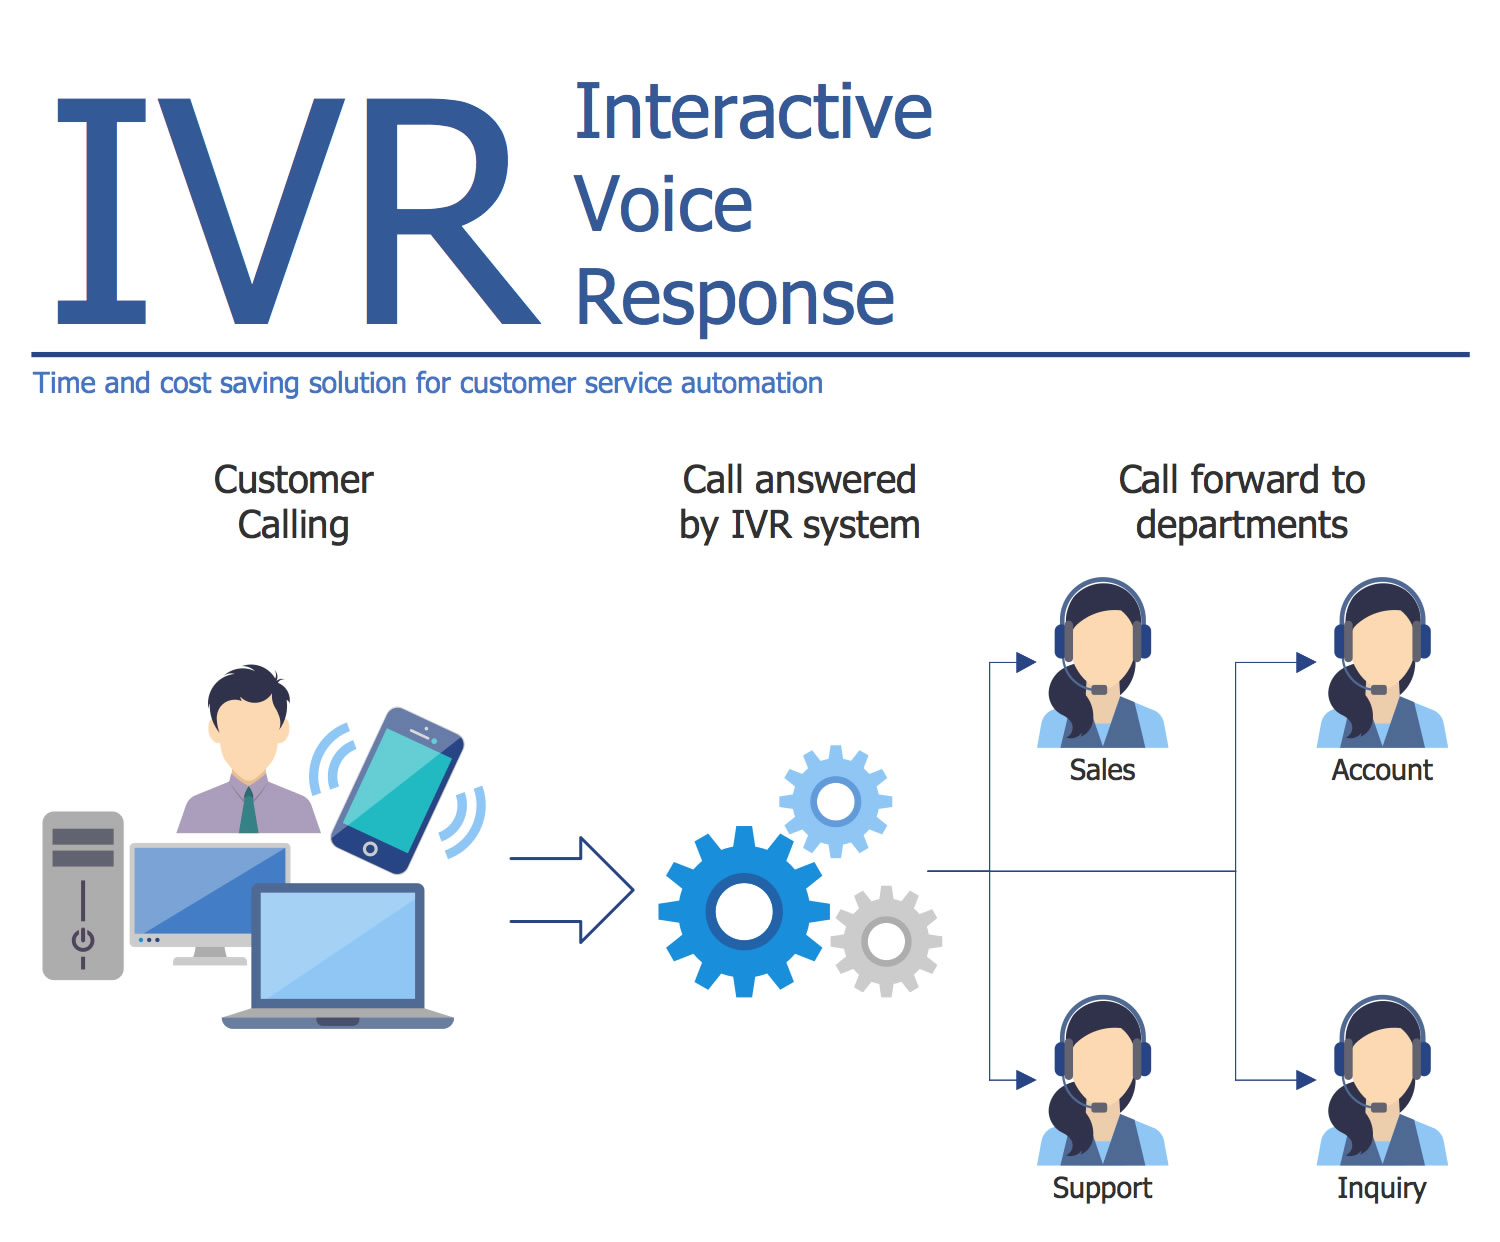 IVR
Interactive
Voice
Response
Time and cost saving solution for customer service automation
Customer
Calling
Call answered
by IVR system
Call forward to
departments
Sales
Account
Support
Inquiry